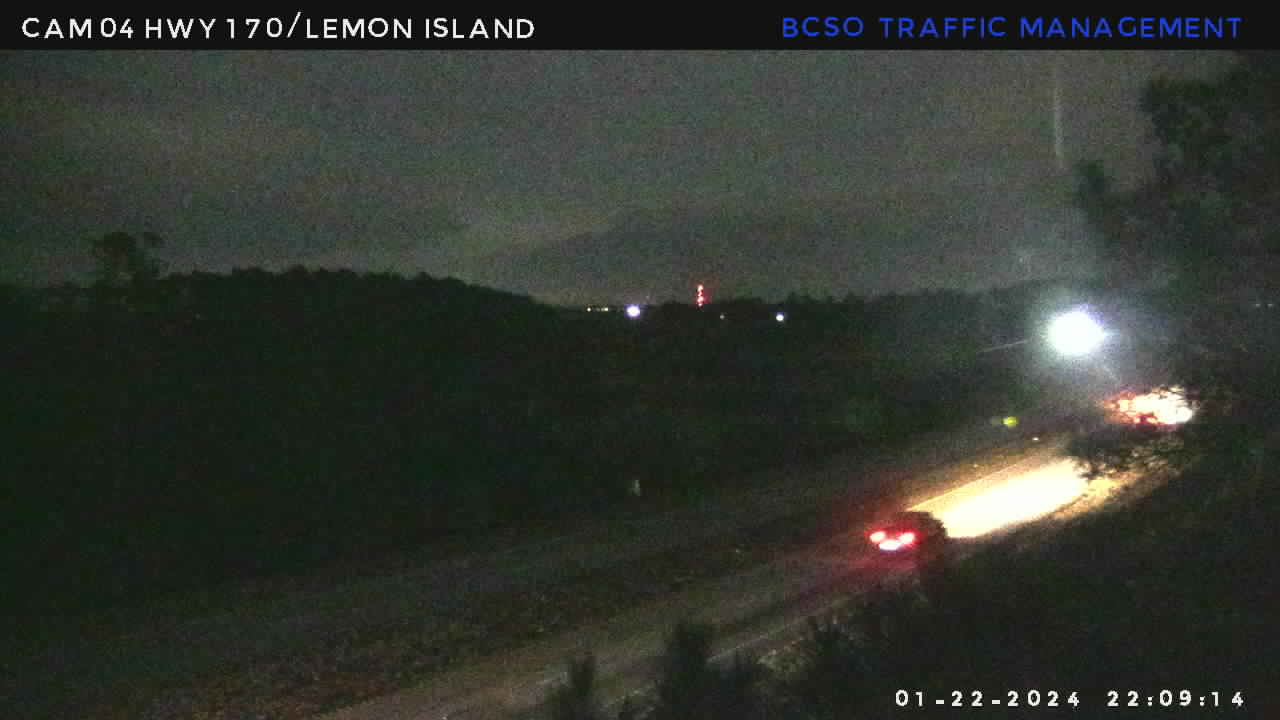 CAM04 HWY 170/LEMON ISLAND
BCSO TRAFFIC MANAGEMENT
01-22-2024 22:09:14